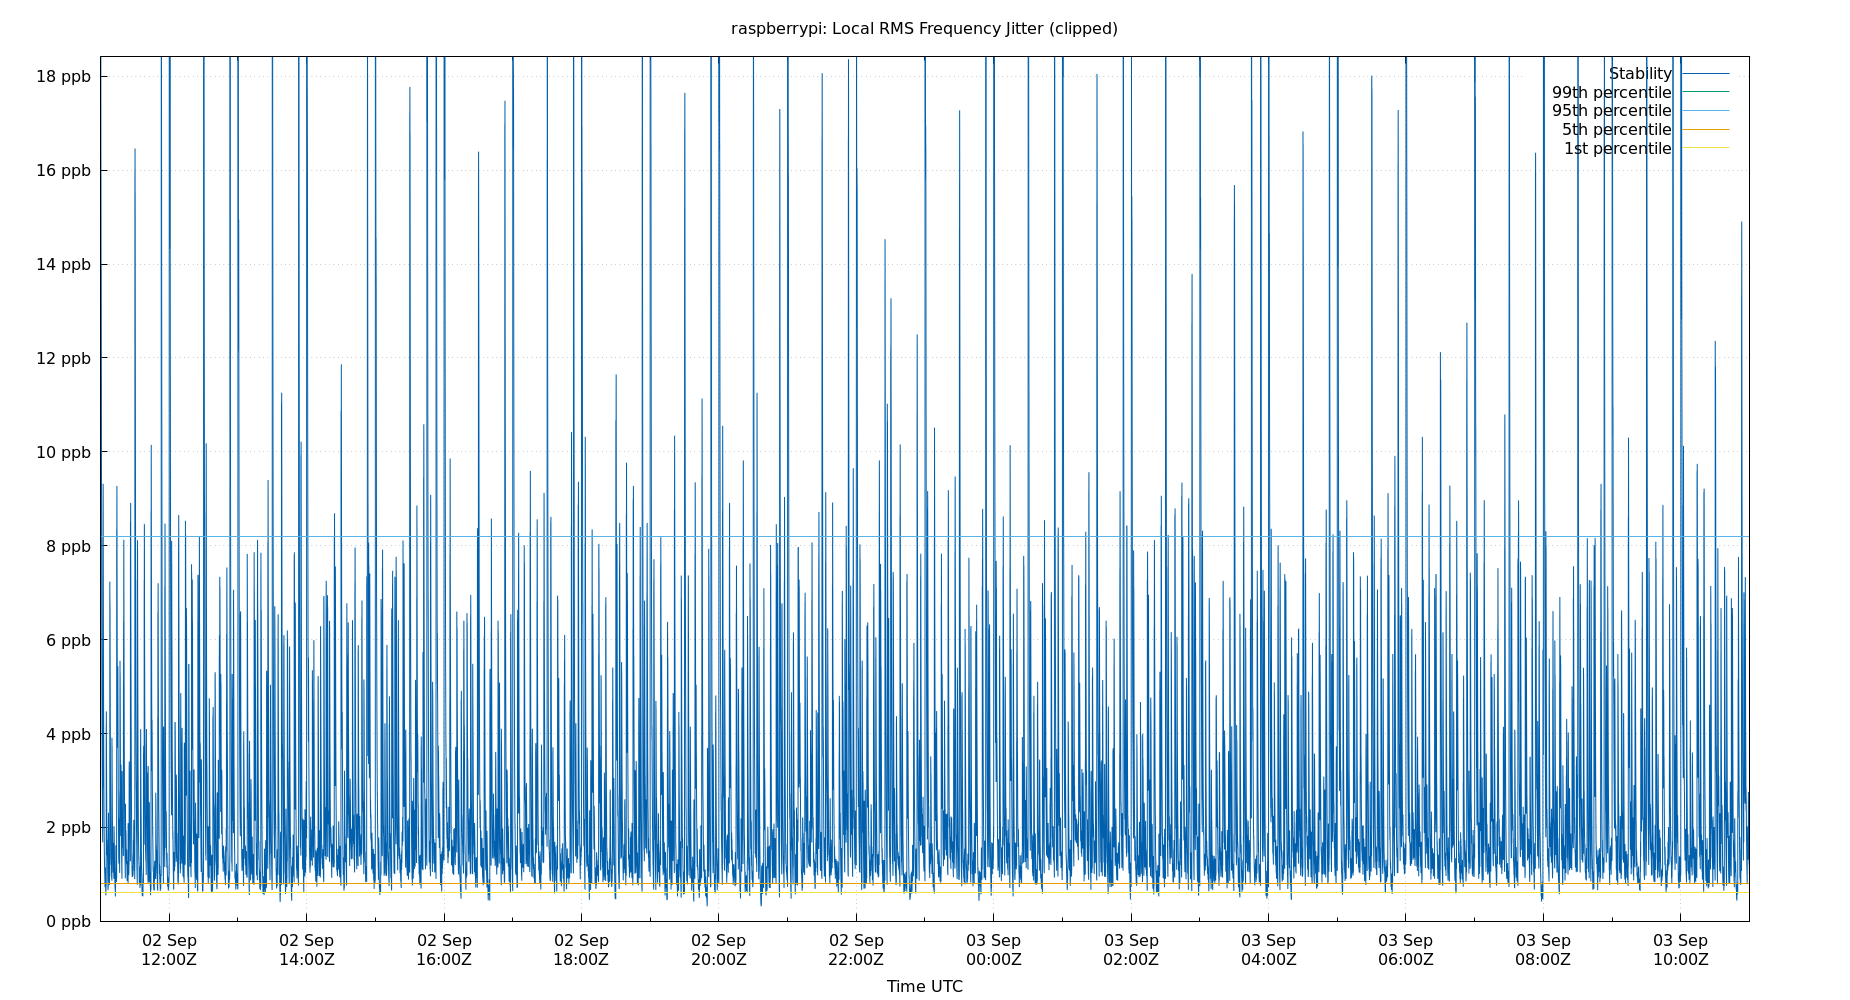 raspberrypi: Local RMS Frequency Jitter (clipped)
18 ppb
16 ppb
14 ppb
12 ppb
10 ppb
8 ppb
6 ppb
4 ppb
2 ppb
0 ppb
Stability
99th percentile
95th percentile
5th percentile
1st percentile
02 Sep 02 Sep 02 Sep 02 Sep 02 Sep 02 Sep 03 Sep 03 Sep 03 Sep 03 Sep 03 Sep 03 Sep
12:00Z 14:00Z 16:00Z 18:00Z 20:00Z 22:00Z 00:00Z 02:00Z 04:00Z 06:00Z 08:00Z 10:00Z
Time UTC